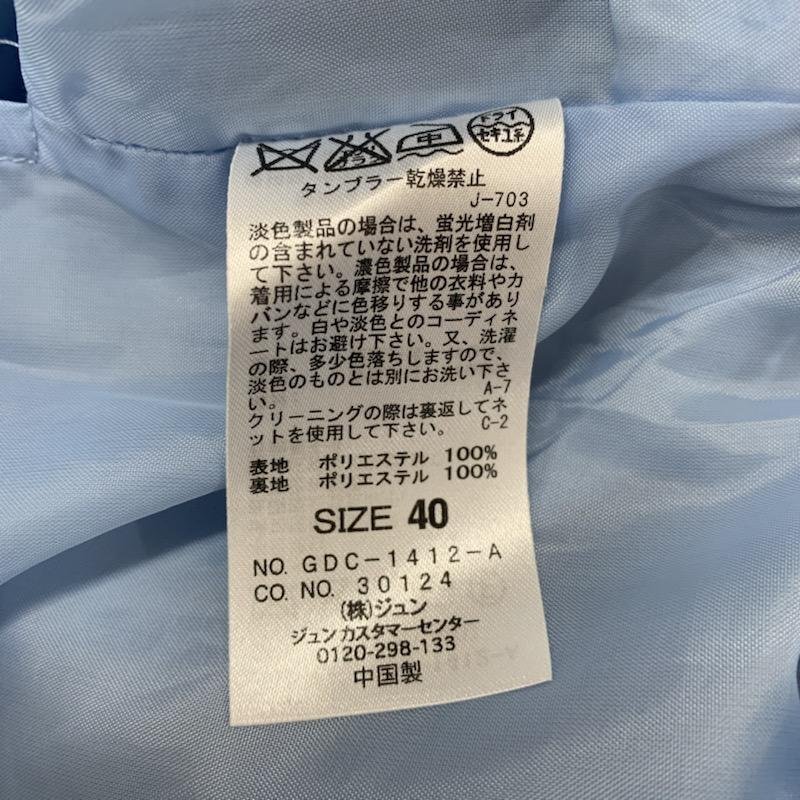 中
ドライ
セキユ系
タンブラー乾燥禁止
J-703
淡色製品の場合は、蛍光増白剤
の含まれていない洗剤を使用し
て下さい。濃色製品の場合は、
着用による摩擦で他の衣料やカ
バンなどに色移りする事があり
ます。白や淡色とのコーディネ
ートはお避け下さい。又、洗濯
の際、多少色落ちしますので、
淡色のものとは別にお洗い下さ
い。 A-7
クリーニングの際は裏返してネ
ットを使用して下さい。 C-2
表地 ポリエステル 100%
裏地 ポリエステル 100%
SIZE 40
NO. GDC-1412-A
CO. NO. 30124
(株)ジュン
ジュンカスタマーセンター
0120-298-133
中国製